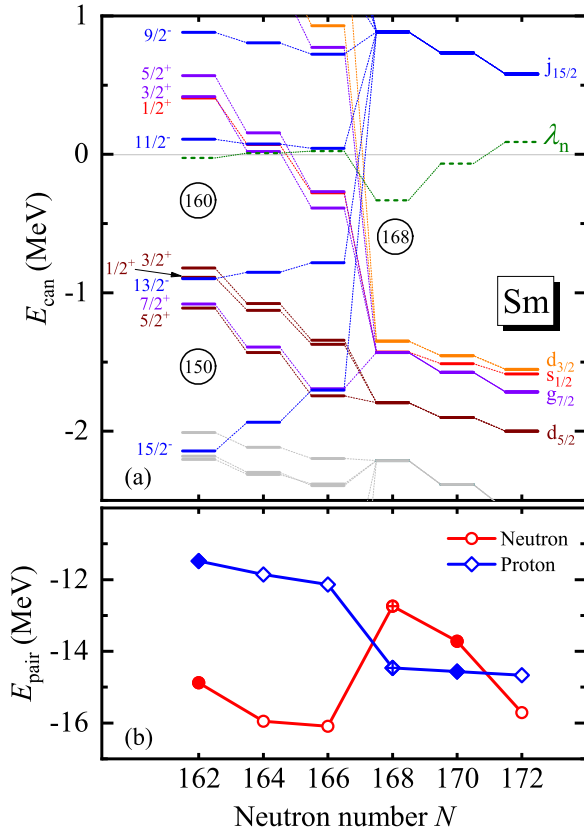 1
0
-1
-2
E_can (MeV)
9/2⁻
5/2⁺
3/2⁺
1/2⁺
11/2⁻
3/2⁺
1/2⁺
13/2⁻
7/2⁺
5/2⁺
15/2⁻
160
150
168
j₁₅/₂
λₙ
Sm
d₃/₂
s₁/₂
g₇/₂
d₅/₂
(a)
-12
-14
-16
E_pair (MeV)
Neutron
Proton
(b)
162 164 166 168 170 172
Neutron number N